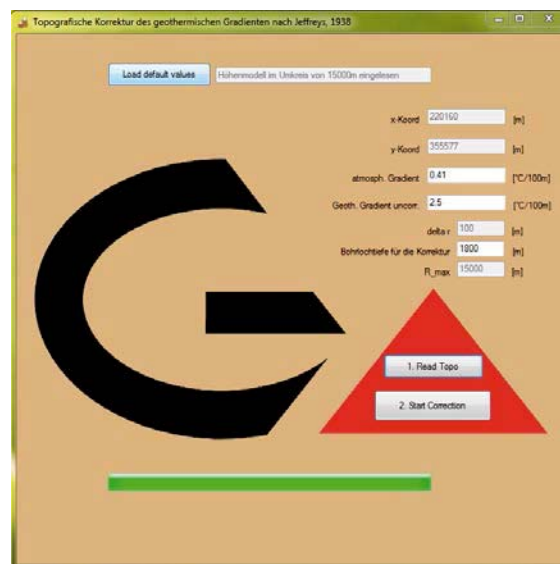 Topografische Korrektur des geothermischen Gradienten nach Jeffreys, 1938
Load default values Höhenmodell im Umkreis von 15000m eingelesen
x-Koord 220160 [m]
y-Koord 355577 [m]
atmosph. Gradient 0.41 [°C/100m]
Geoth. Gradient uncorr. 2.5 [°C/100m]
delta r 100 [m]
Bohrlochtiefe für die Korrektur 1800 [m]
R_max 15000 [m]
1. Read Topo
2. Start Correction